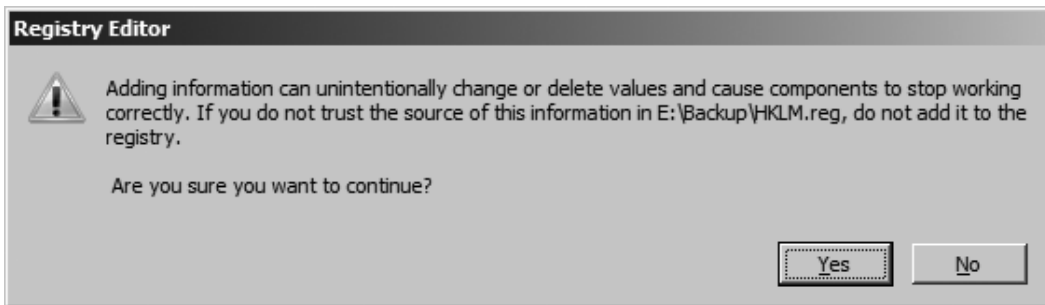 Registry Editor
Adding information can unintentionally change or delete values and cause components to stop working
correctly. If you do not trust the source of this information in E:\Backup\HKLM.reg, do not add it to the
registry.
Are you sure you want to continue?
Yes No